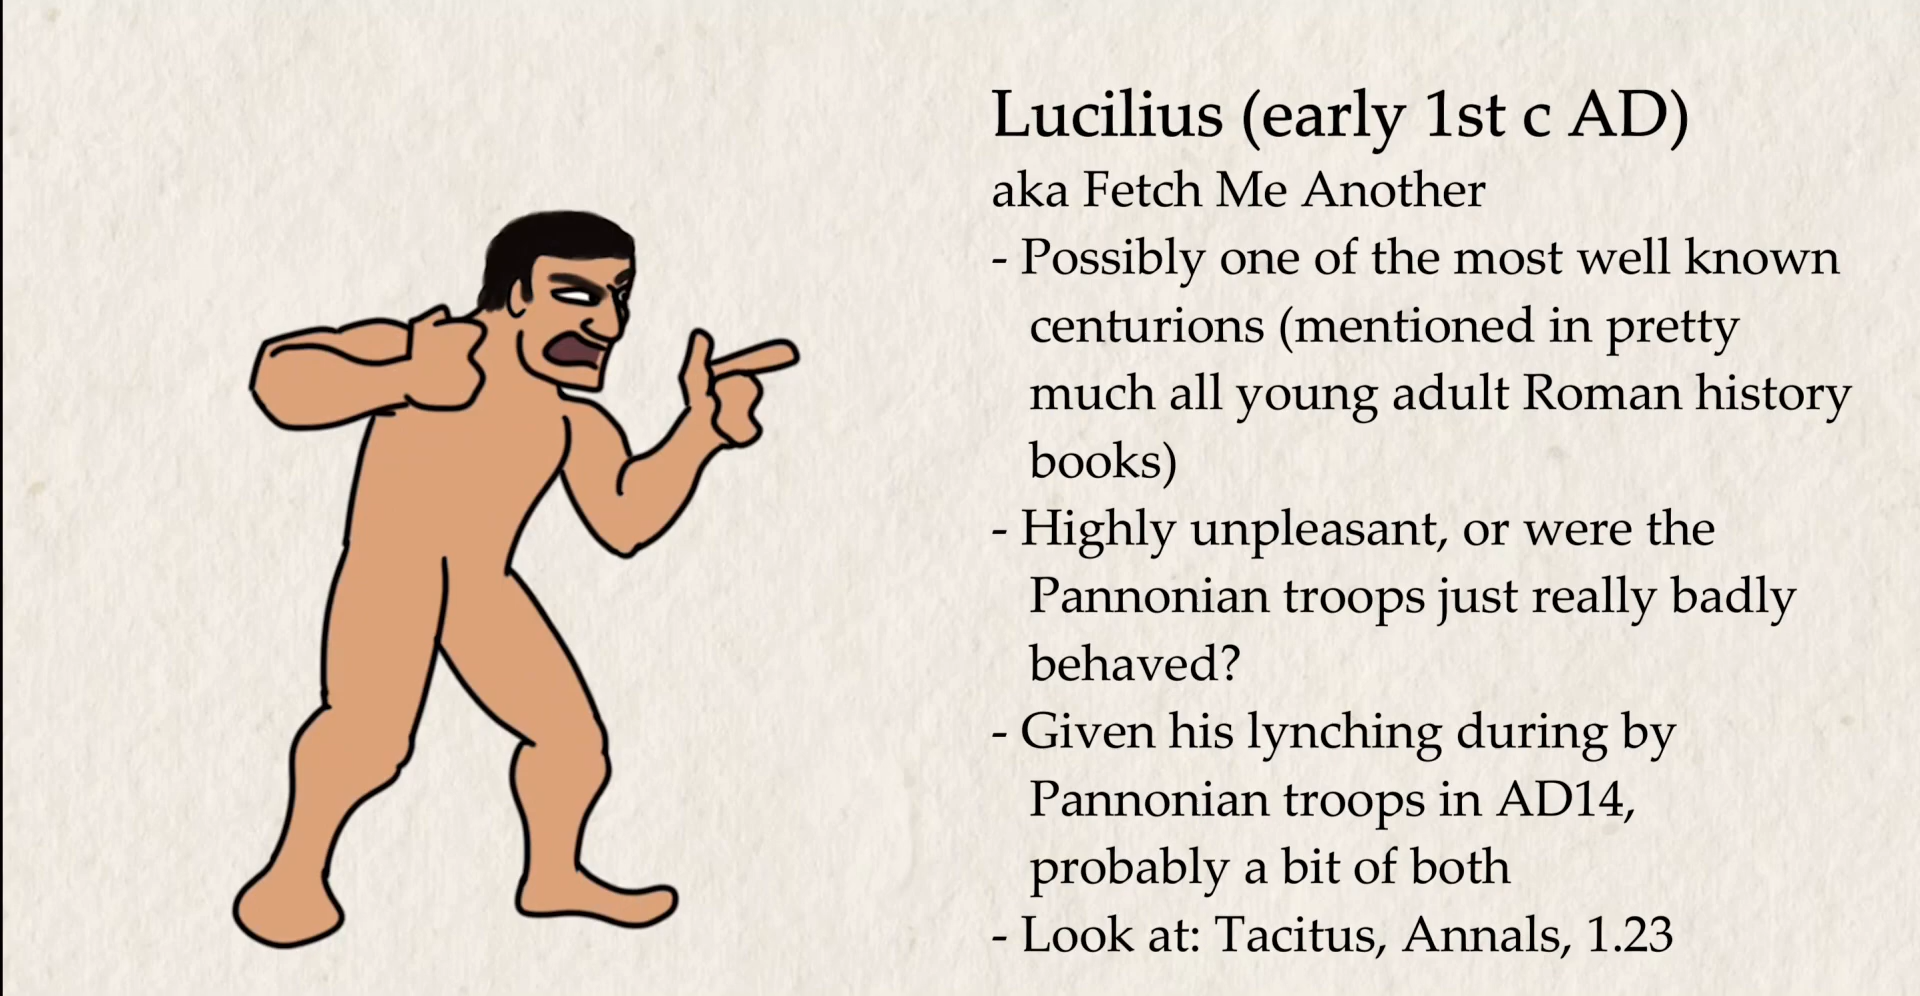 Lucilius (early 1st c AD)
aka Fetch Me Another
- Possibly one of the most well known
centurions (mentioned in pretty
much all young adult Roman history
books)
- Highly unpleasant, or were the
Pannonian troops just really badly
behaved?
- Given his lynching during by
Pannonian troops in AD14,
probably a bit of both
- Look at: Tacitus, Annals, 1.23